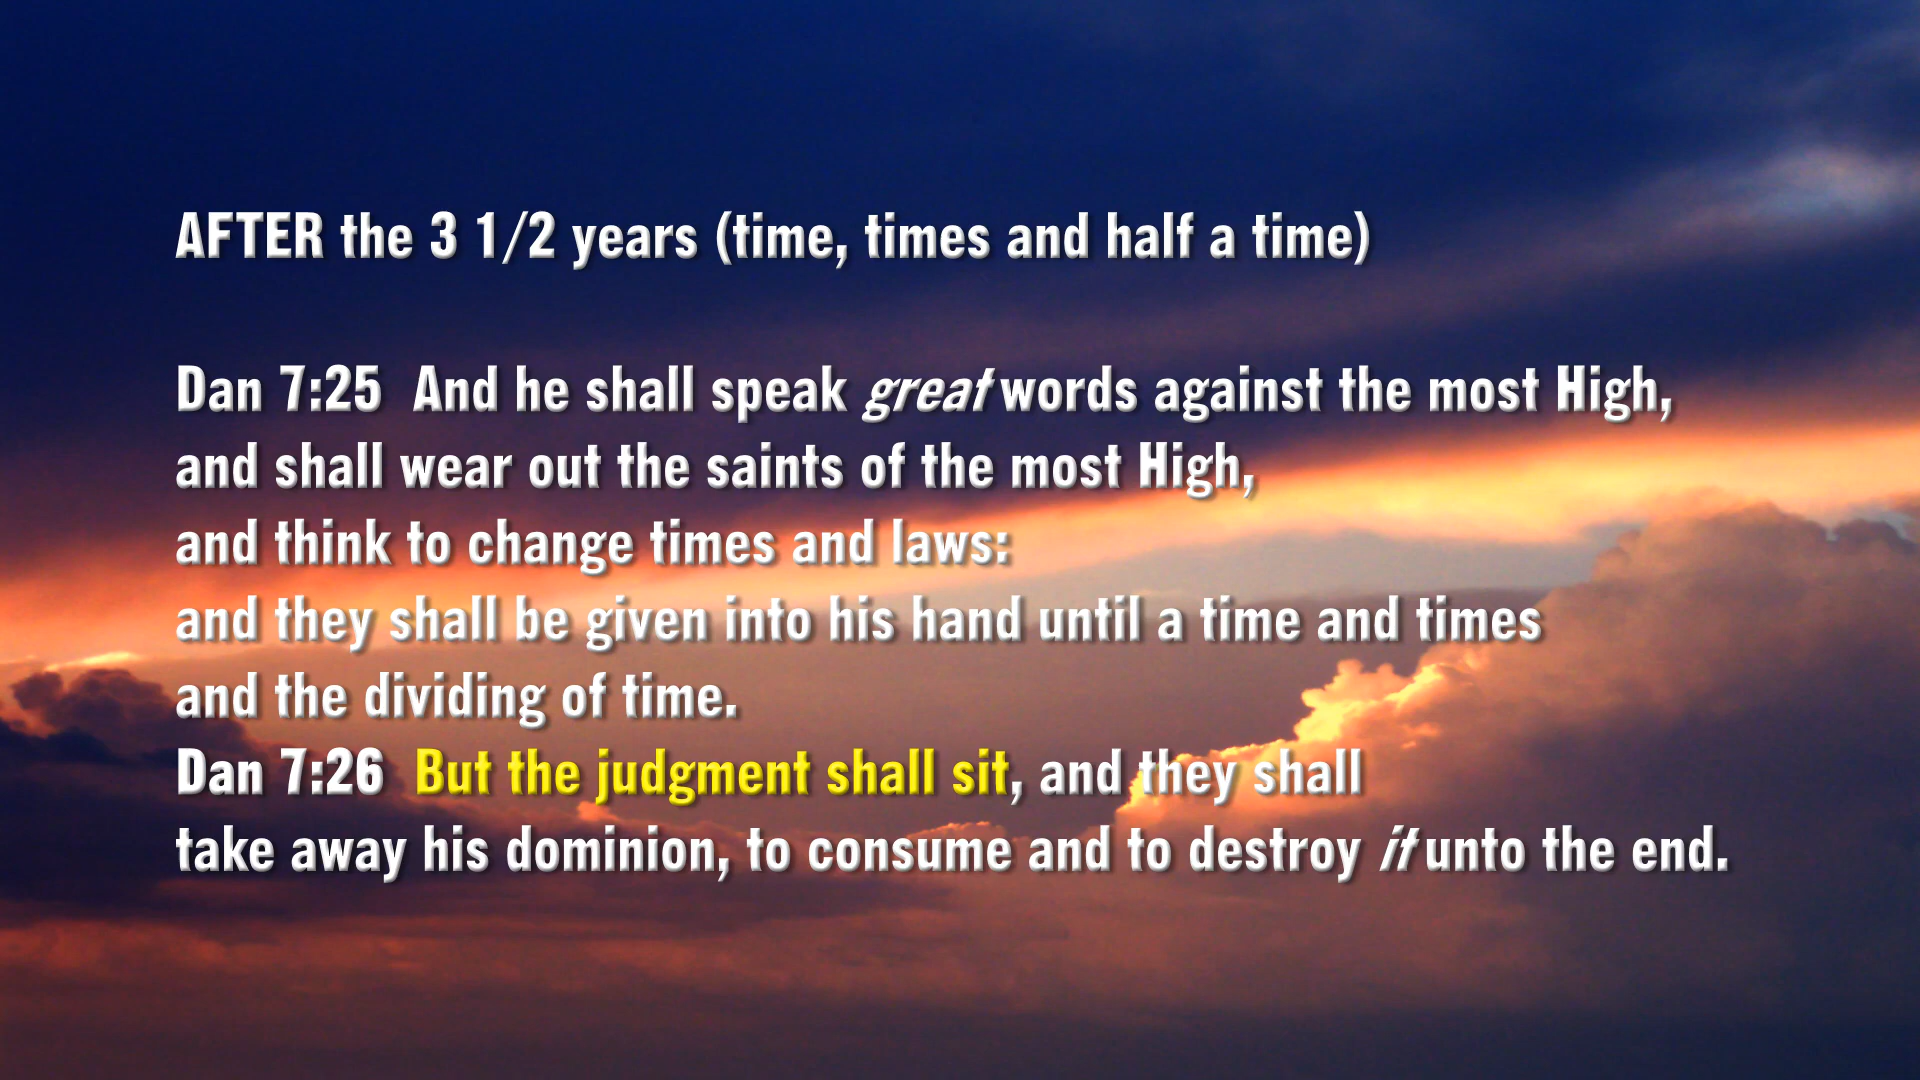 AFTER the 3 1/2 years (time, times and half a time)
Dan 7:25 And he shall speak great words against the most High,
and shall wear out the saints of the most High,
and think to change times and laws:
and they shall be given into his hand until a time and times
and the dividing of time.
Dan 7:26 But the judgment shall sit, and they shall
take away his dominion, to consume and to destroy it unto the end.